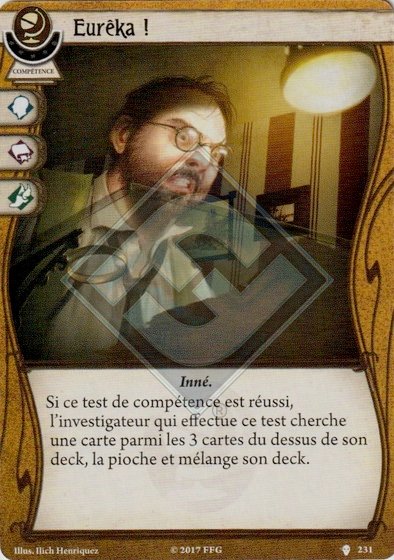 Eurêka !
COMPÉTENCE
Inné.
Si ce test de compétence est réussi,
l'investigateur qui effectue ce test cherche
une carte parmi les 3 cartes du dessus de son
deck, la pioche et mélange son deck.
®
Illus. Ilich Henriquez
© 2017 FFG
231